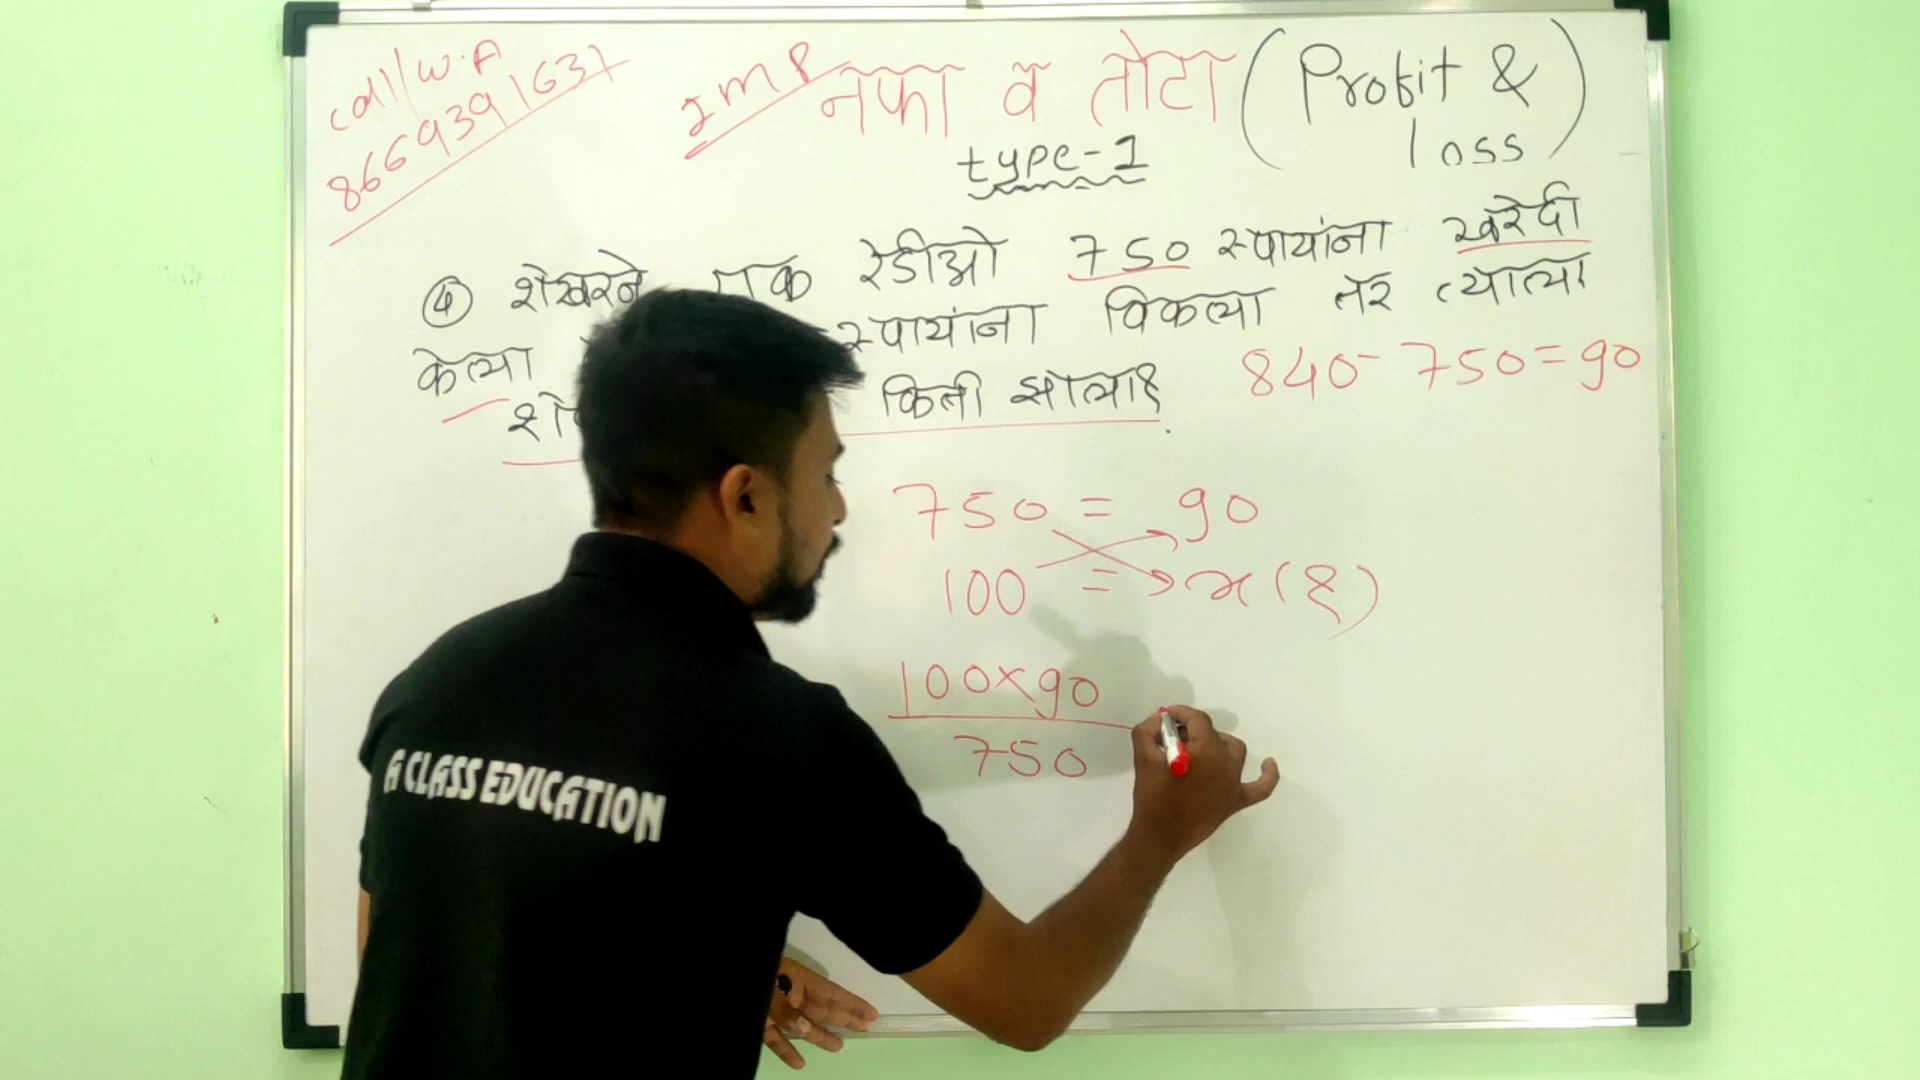 call/W.A
8669391637
IMP
नफा व तोटा (Profit &
loss)
type-1
④ शेखरने एक रेडीओ 750 रुपयांना खरेदी
केल्या रुपयांना विकल्या तर त्याला
शे किती झाला?
840-750=90
750 = 90
100 = x (?)
100×90
750
A CLASS EDUCATION